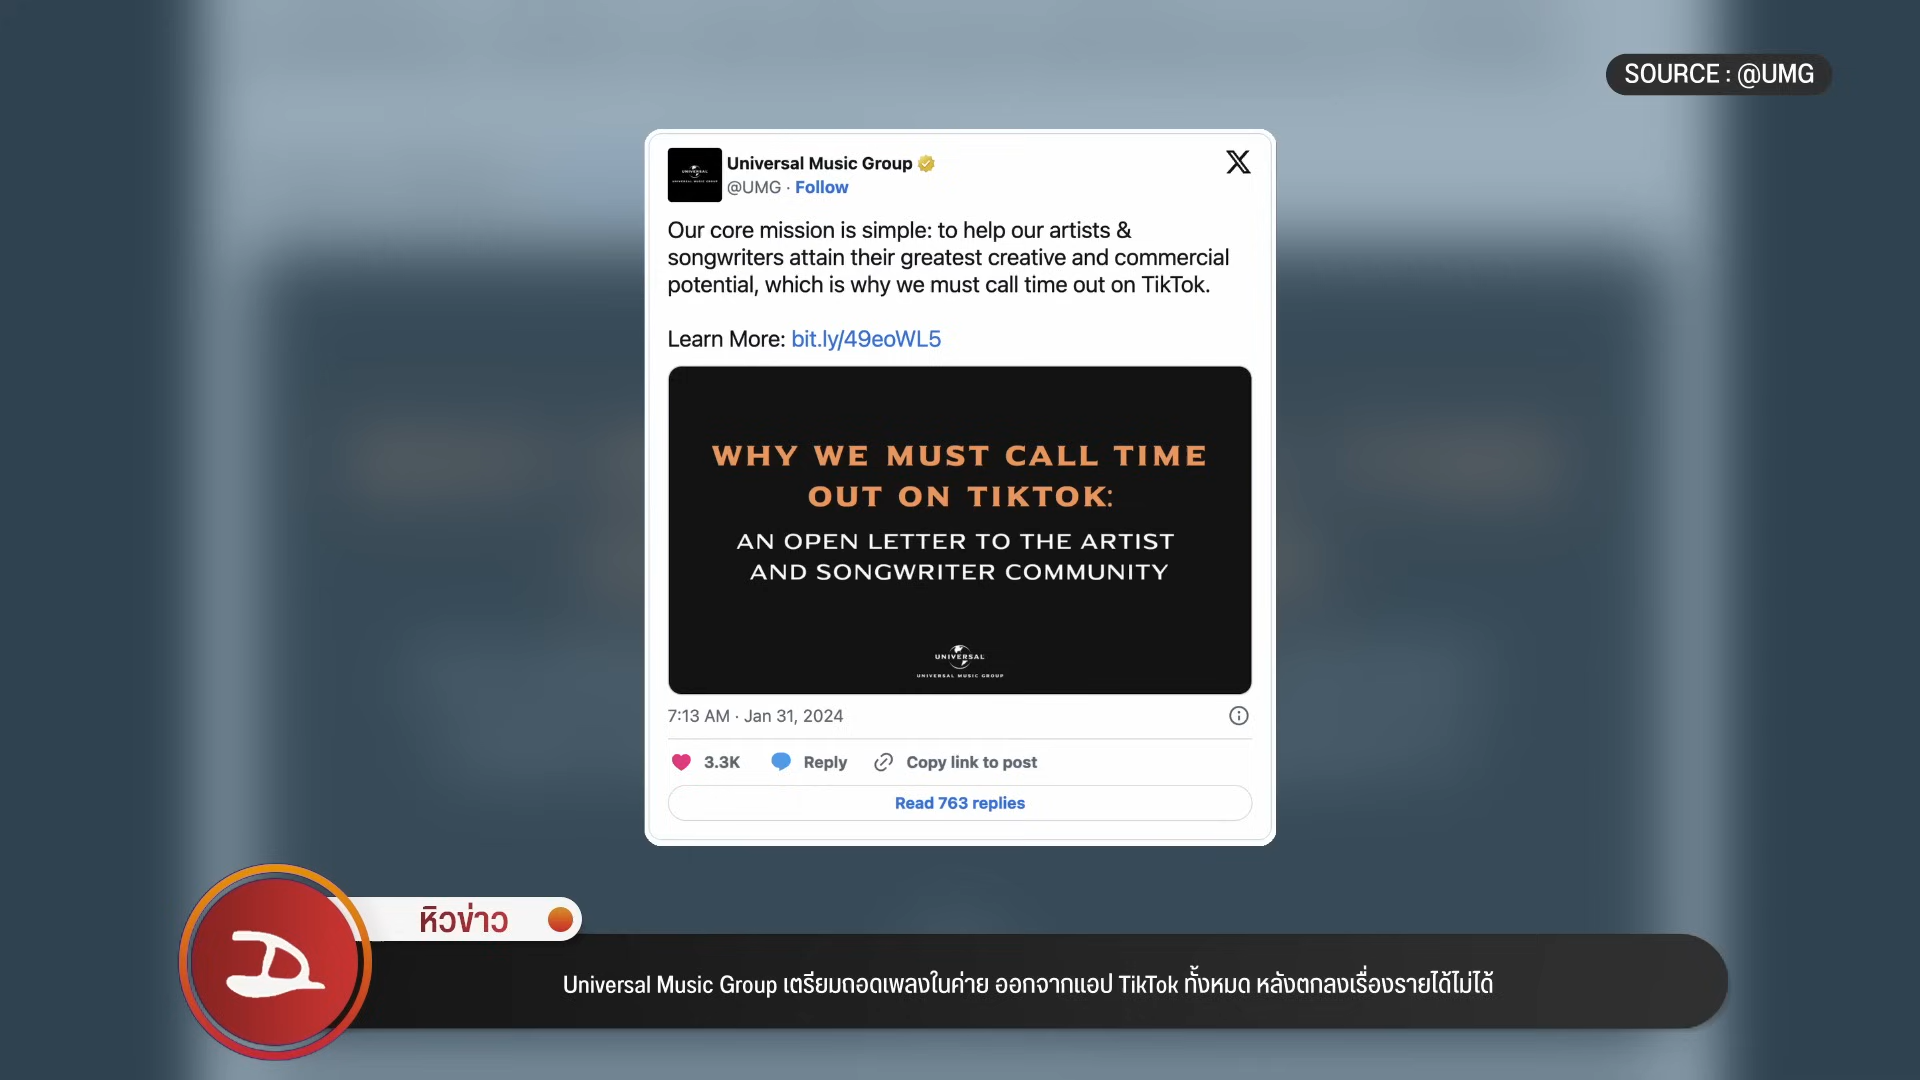 SOURCE : @UMG
Universal Music Group
@UMG · Follow
Our core mission is simple: to help our artists &
songwriters attain their greatest creative and commercial
potential, which is why we must call time out on TikTok.
Learn More: bit.ly/49eoWL5
WHY WE MUST CALL TIME
OUT ON TIKTOK:
AN OPEN LETTER TO THE ARTIST
AND SONGWRITER COMMUNITY
UNIVERSAL
UNIVERSAL MUSIC GROUP
7:13 AM · Jan 31, 2024
3.3K Reply Copy link to post
Read 763 replies
หิวข่าว
Universal Music Group เตรียมถอดเพลงในค่าย ออกจากแอป TikTok ทั้งหมด หลังตกลงเรื่องรายได้ไม่ได้